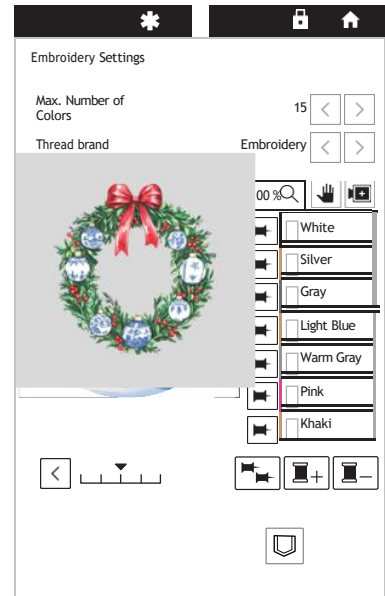 Embroidery Settings
Max. Number of
Colors
15
Thread brand
Embroidery
00 %
White
Silver
Gray
Light Blue
Warm Gray
Pink
Khaki